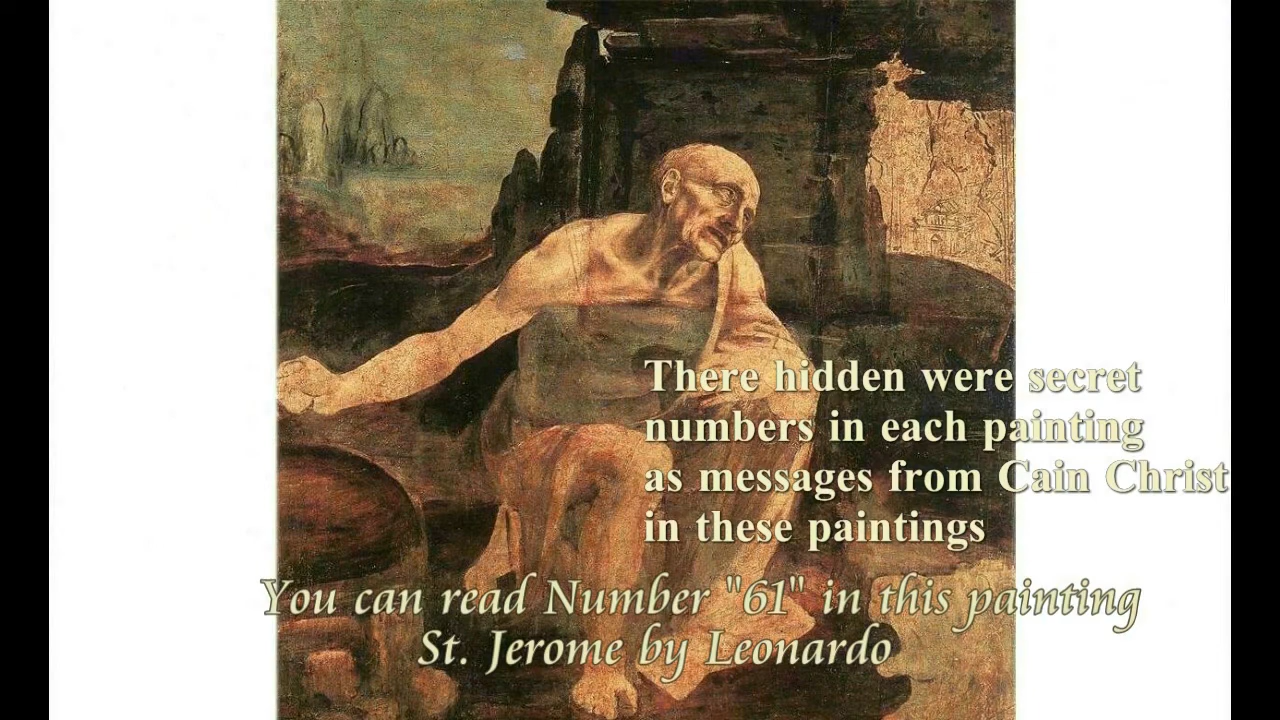 There hidden were secret
numbers in each painting
as messages from Cain Christ
in these paintings
You can read Number "61" in this painting
St. Jerome by Leonardo